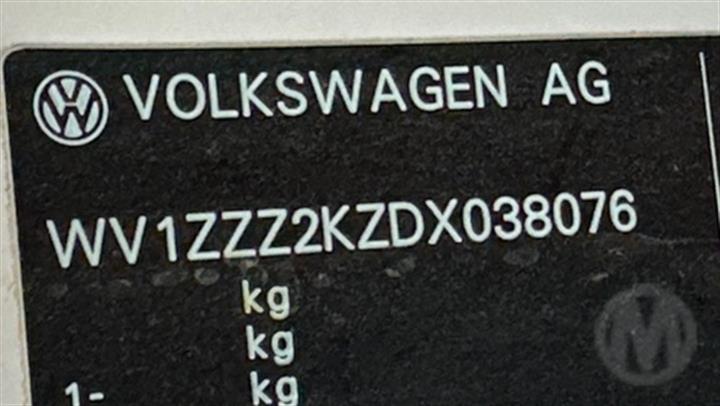 VOLKSWAGEN AG
WV1ZZZ2KZDX038076
kg
kg
1- kg